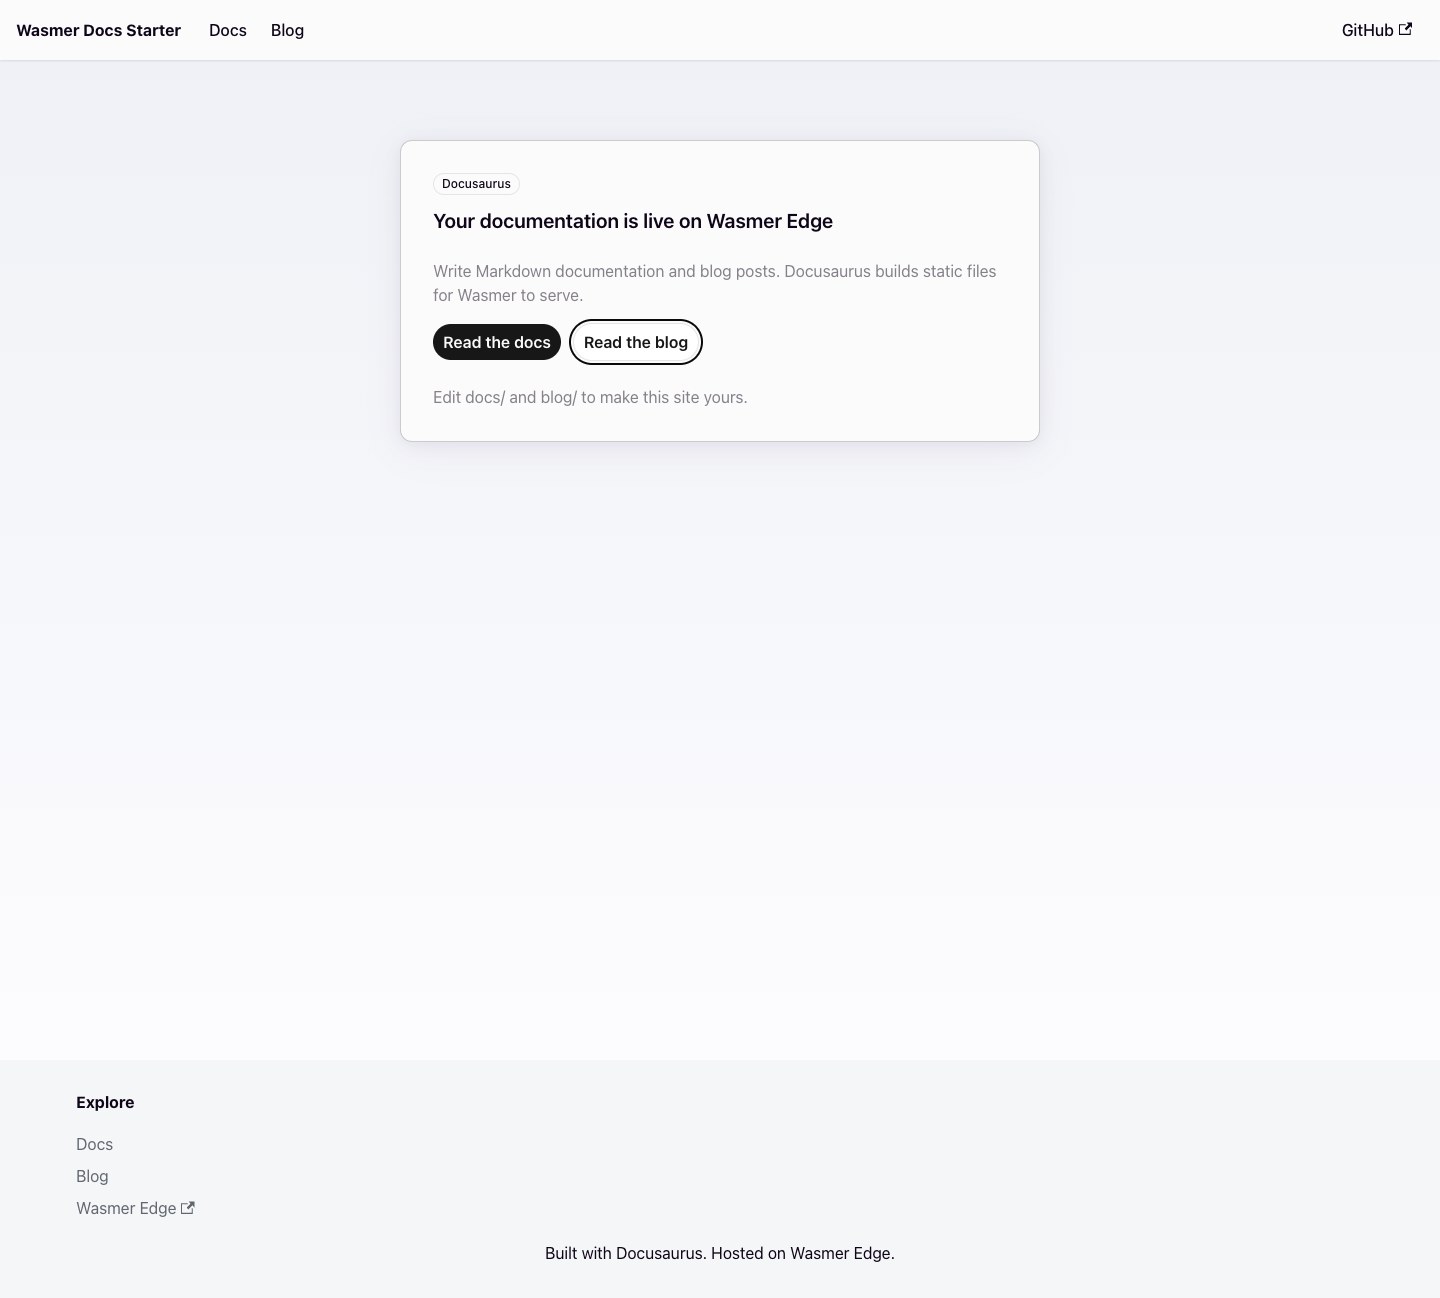 Wasmer Docs Starter Docs Blog GitHub
Docusaurus
Your documentation is live on Wasmer Edge
Write Markdown documentation and blog posts. Docusaurus builds static files
for Wasmer to serve.
Read the docs Read the blog
Edit docs/ and blog/ to make this site yours.
Explore
Docs
Blog
Wasmer Edge
Built with Docusaurus. Hosted on Wasmer Edge.